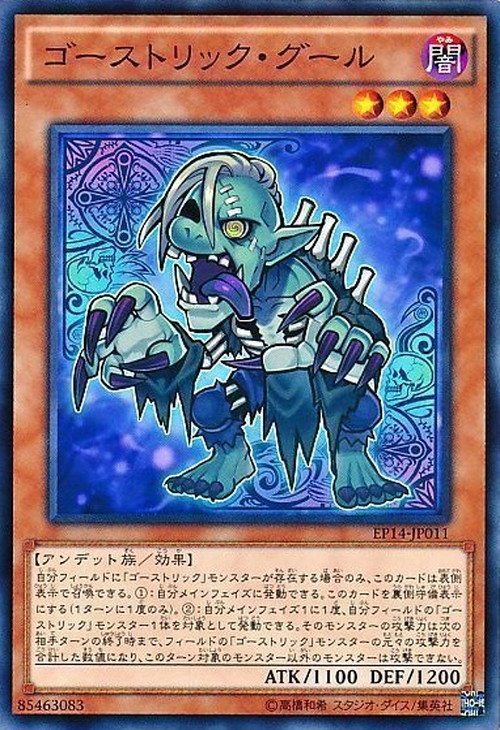 ゴーストリック・グール
闇
EP14-JP011
【アンデット族／効果】
自分フィールドに「ゴーストリック」モンスターが存在する場合のみ、このカードは表側
表示で召喚できる。①：自分メインフェイズに発動できる。このカードを裏側守備表示
にする(1ターンに1度のみ)。②：自分メインフェイズ1に1度、自分フィールドの「ゴー
ストリック」モンスター1体を対象として発動できる。そのモンスターの攻撃力は次の
相手ターンの終了時まで、フィールドの「ゴーストリック」モンスターの元々の攻撃力を
合計した数値になり、このターン対象のモンスター以外のモンスターは攻撃できない。
ATK/1100 DEF/1200
85463083 ©高橋和希 スタジオ・ダイス/集英社